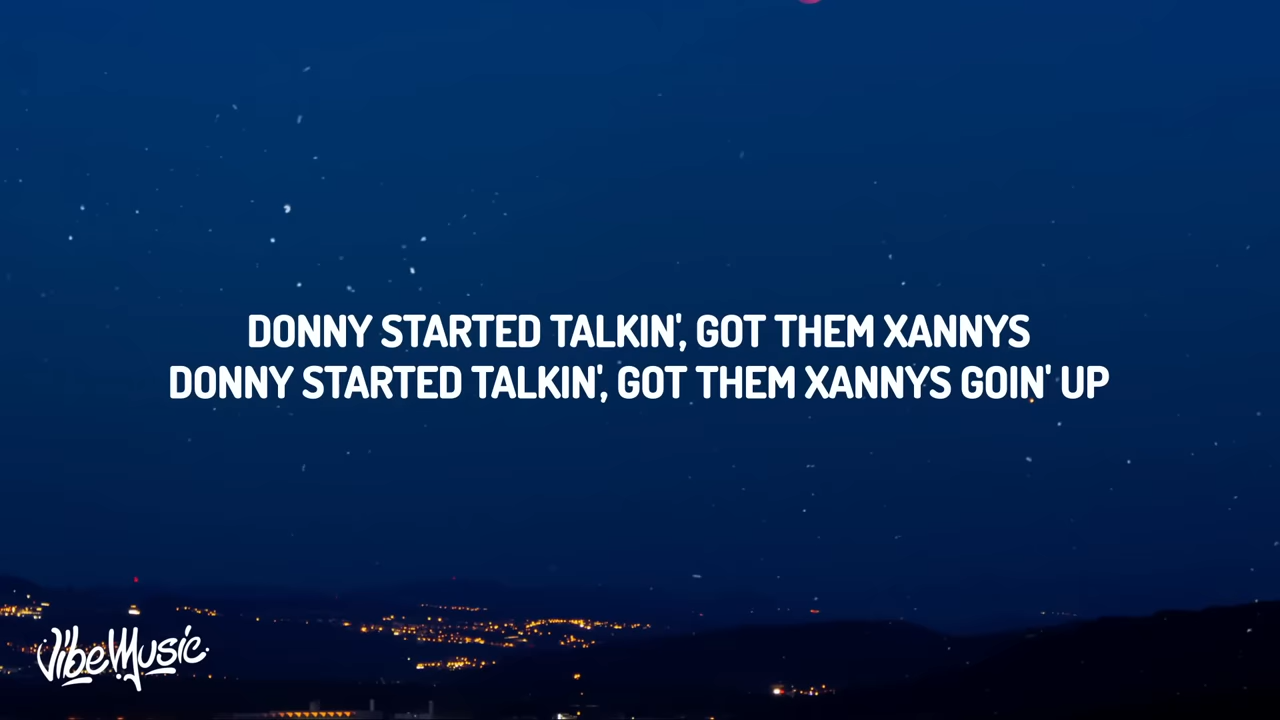 DONNY STARTED TALKIN', GOT THEM XANNYS
DONNY STARTED TALKIN', GOT THEM XANNYS GOIN' UP
VibeMusic